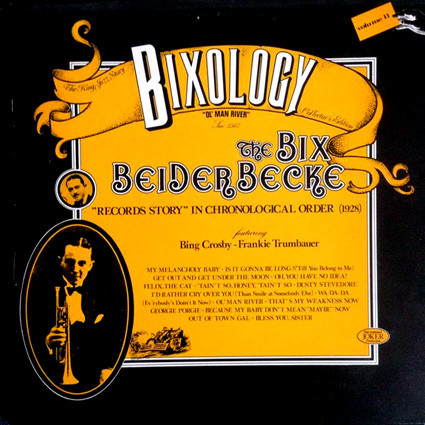 volume 11
The King Jazz Story
BIXOLOGY
Collector's Edition
"OL' MAN RIVER"
THE BIX
BEIDERBECKE
"RECORDS STORY" IN CHRONOLOGICAL ORDER (1928)
featuring
Bing Crosby - Frankie Trumbauer
MY MELANCHOLY BABY - IS IT GONNA BE LONG? (Till You Belong to Me)
GET OUT AND GET UNDER THE MOON - OH, YOU HAVE NO IDEA!
FELIX THE CAT - 'TAIN'T SO, HONEY, 'TAIN'T SO - DUSTY STEVEDORE
I'D RATHER CRY OVER YOU (Than Smile at Somebody Else) - WA-DA-DA
(Ev'rybody's Doin' It Now) - OL' MAN RIVER - THAT'S MY WEAKNESS NOW
GEORGIE PORGIE - BECAUSE MY BABY DON'T MEAN "MAYBE" NOW
OUT OF TOWN GAL - BLESS YOU, SISTER
JOKER